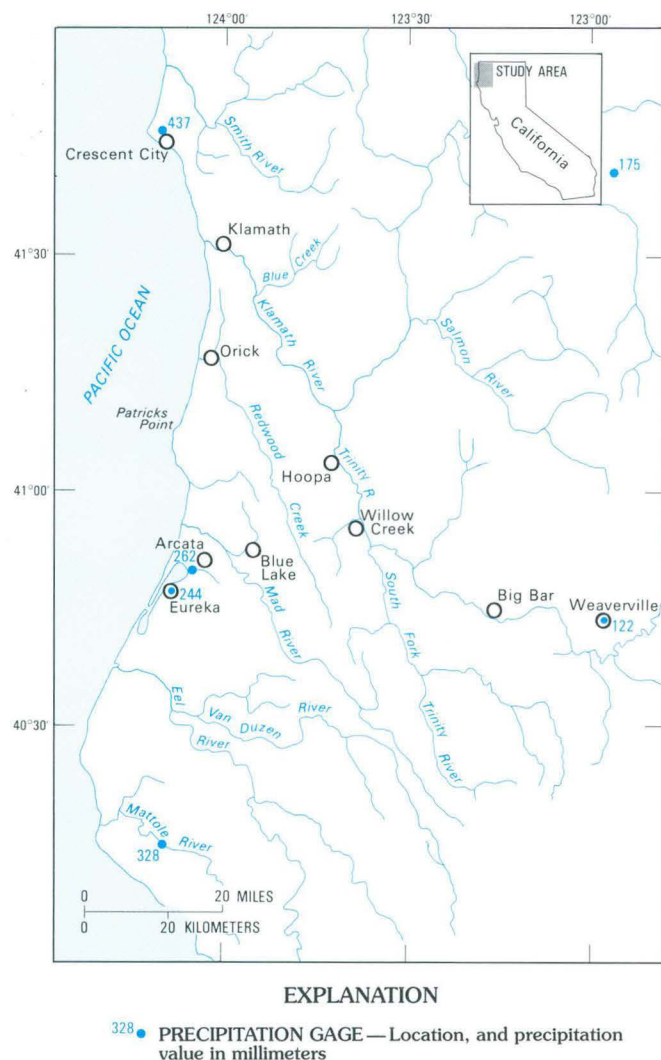 124°00'
123°30'
123°00'
STUDY AREA
California
437
Crescent City
Smith River
175
Klamath
41°30'
Blue Creek
Klamath River
Salmon River
PACIFIC OCEAN
Orick
Patricks
Point
Redwood Creek
Hoopa
Trinity R
41°00'
Willow
Creek
Arcata
262
Blue
Lake
244
Eureka
Mad River
South Fork Trinity River
Big Bar
Weaverville
122
40°30'
Eel River
Van Duzen River
Mattole River
328
0 20 MILES
0 20 KILOMETERS
EXPLANATION
328 PRECIPITATION GAGE — Location, and precipitation
value in millimeters